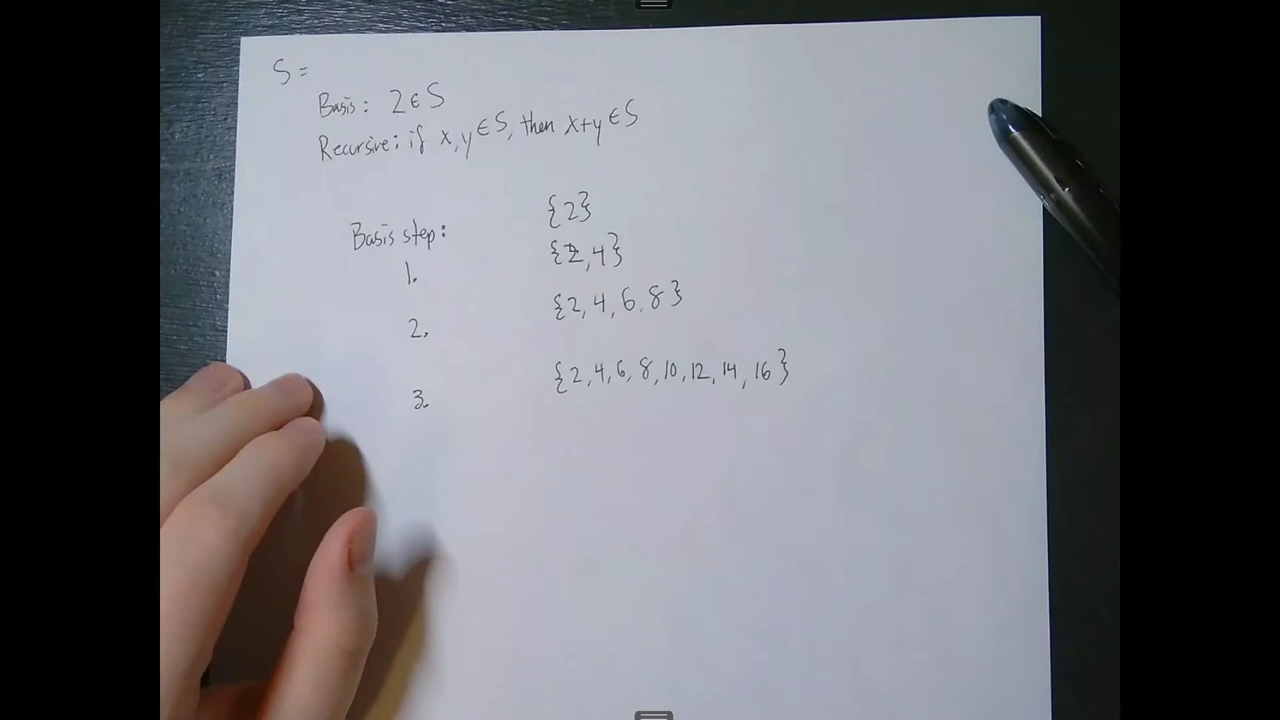 S =
Basis: 2 ∈ S
Recursive: if x, y ∈ S, then x+y ∈ S
Basis step: {2}
1. {2, 4}
2. {2, 4, 6, 8}
3. {2, 4, 6, 8, 10, 12, 14, 16}